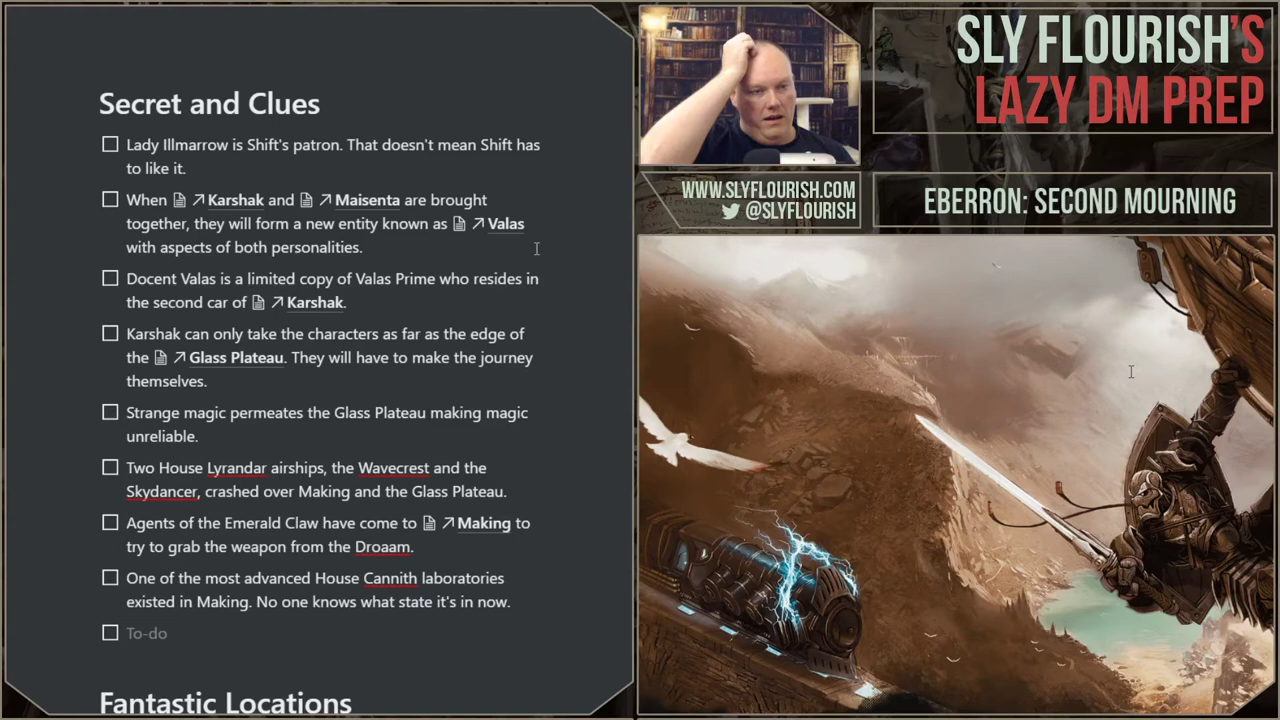 Secret and Clues
Lady Illmarrow is Shift's patron. That doesn't mean Shift has
to like it.
When Karshak and Maisenta are brought
together, they will form a new entity known as Valas
with aspects of both personalities.
Docent Valas is a limited copy of Valas Prime who resides in
the second car of Karshak.
Karshak can only take the characters as far as the edge of
the Glass Plateau. They will have to make the journey
themselves.
Strange magic permeates the Glass Plateau making magic
unreliable.
Two House Lyrandar airships, the Wavecrest and the
Skydancer, crashed over Making and the Glass Plateau.
Agents of the Emerald Claw have come to Making to
try to grab the weapon from the Droaam.
One of the most advanced House Cannith laboratories
existed in Making. No one knows what state it's in now.
To-do
Fantastic Locations
SLY FLOURISH'S
LAZY DM PREP
WWW.SLYFLOURISH.COM
@SLYFLOURISH
EBERRON: SECOND MOURNING